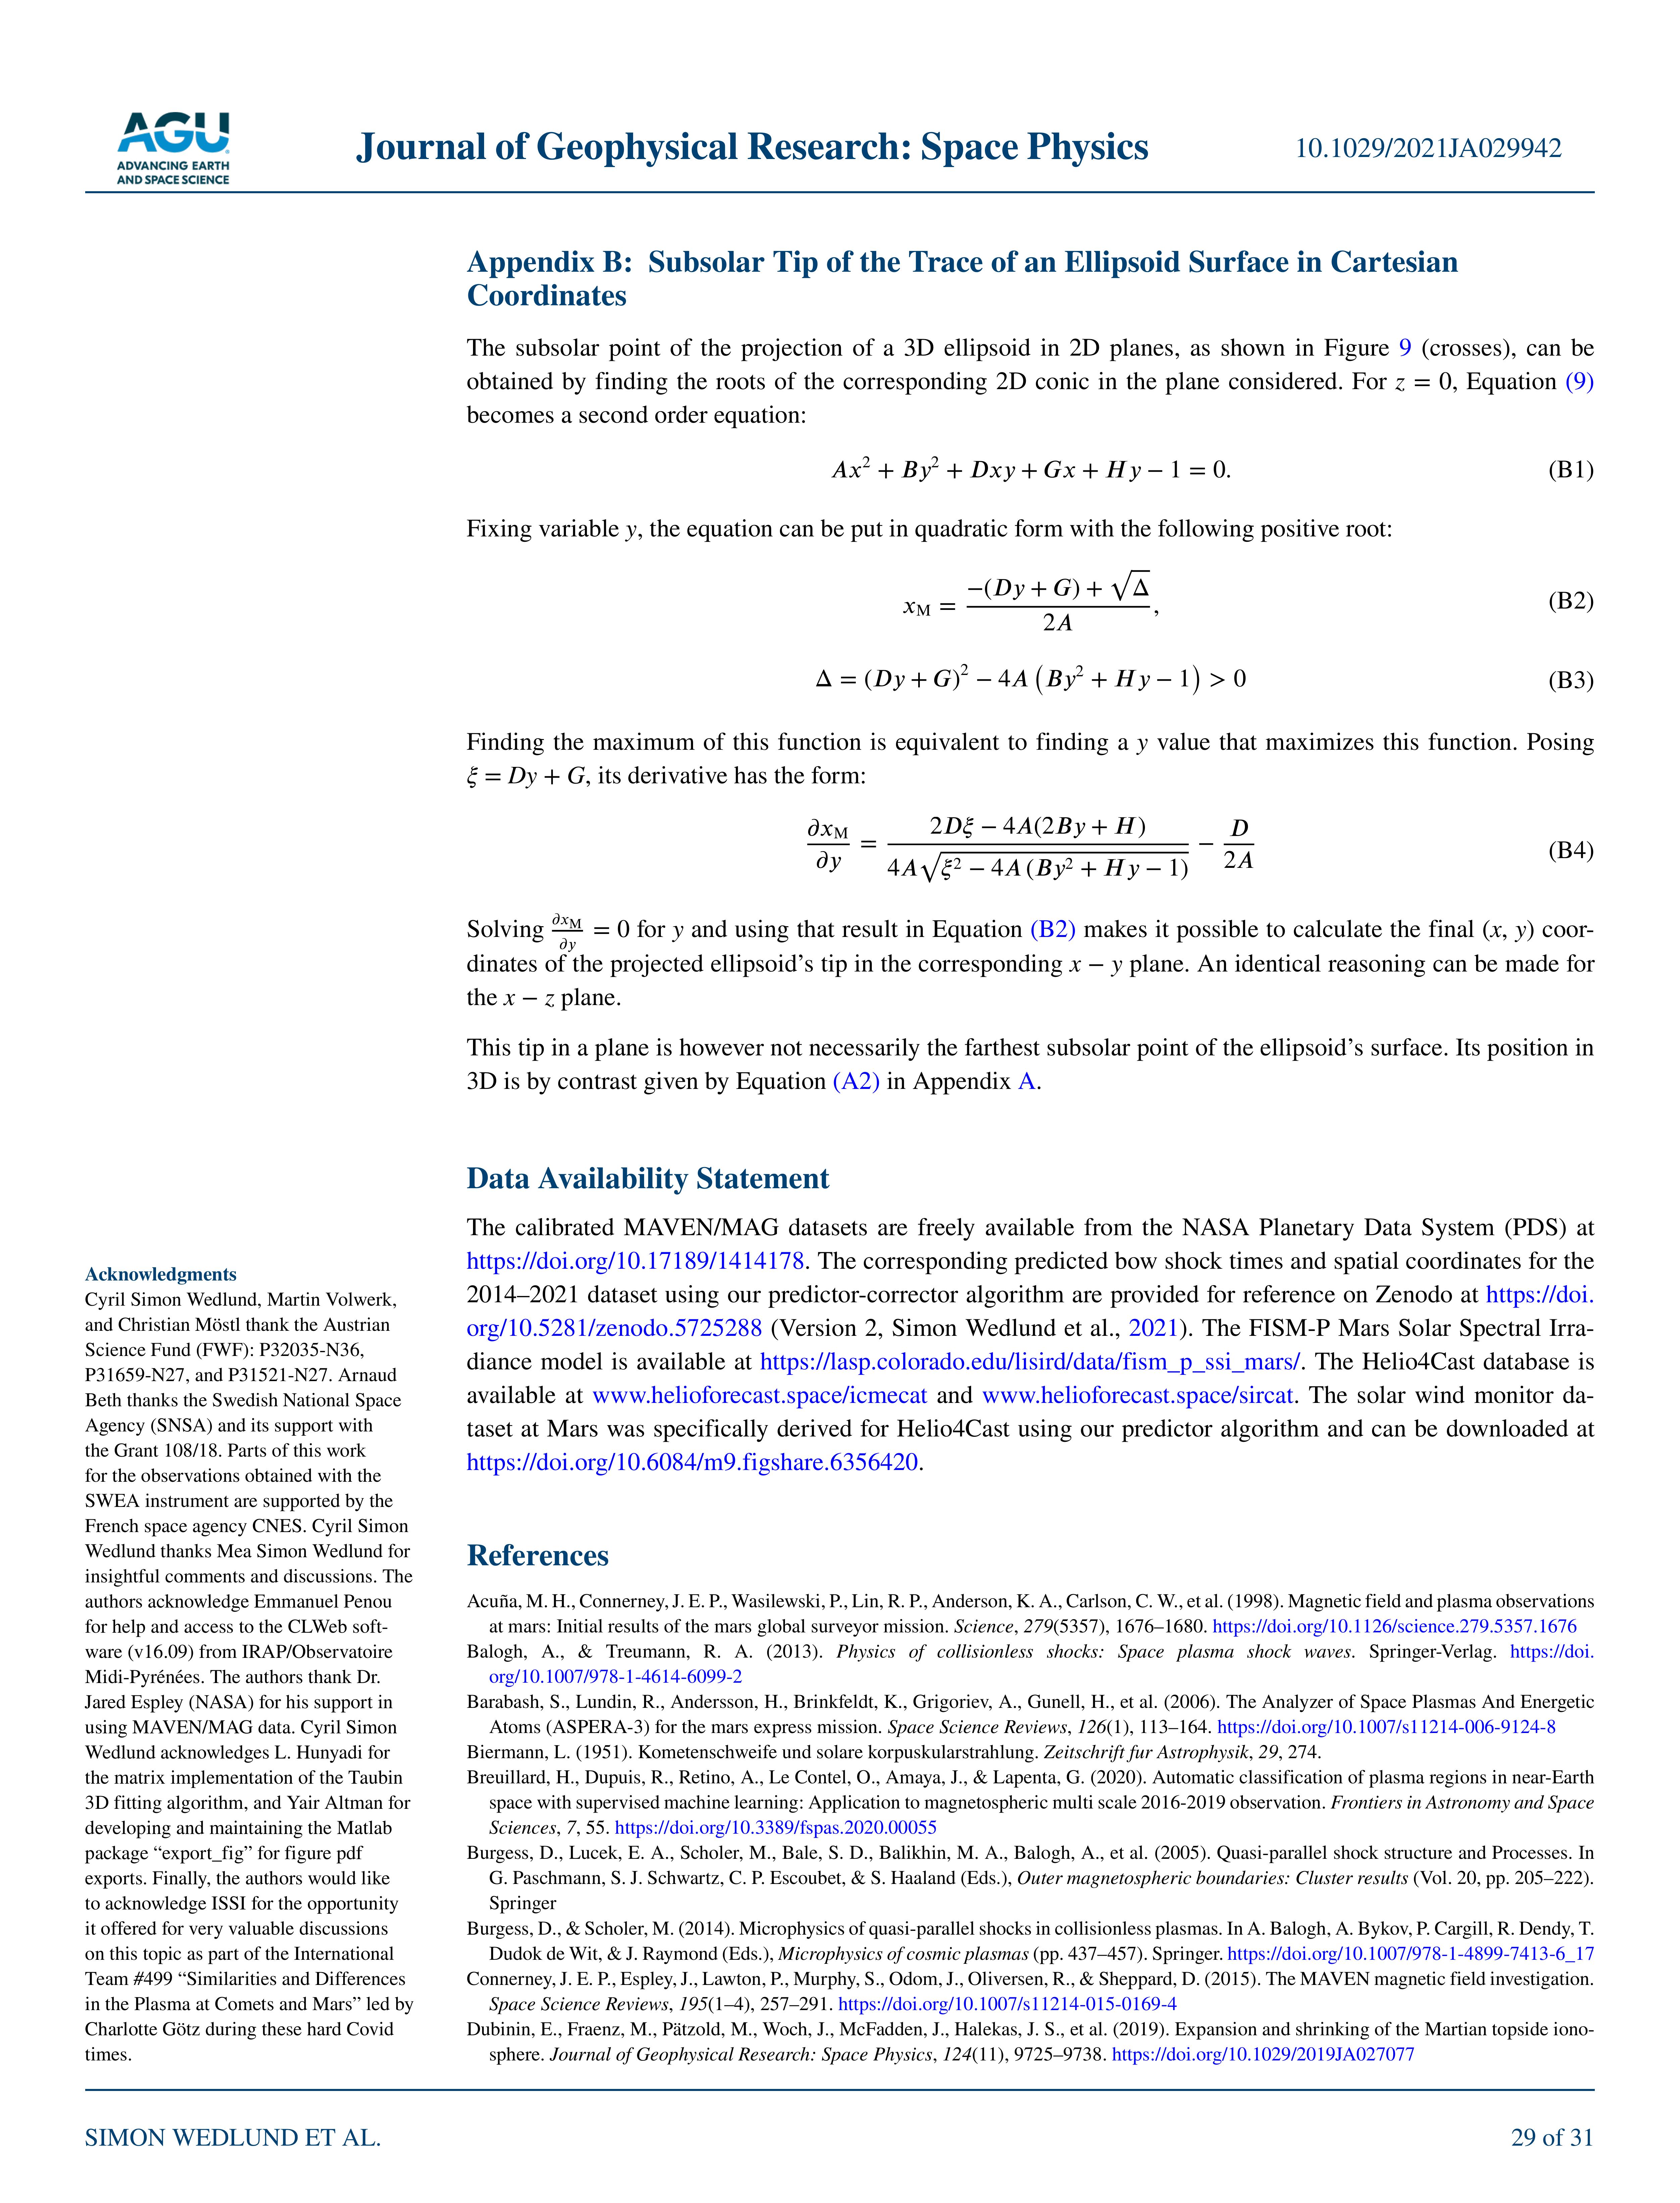 AGU
ADVANCING EARTH
AND SPACE SCIENCE
Journal of Geophysical Research: Space Physics
10.1029/2021JA029942
Appendix B: Subsolar Tip of the Trace of an Ellipsoid Surface in Cartesian
Coordinates
The subsolar point of the projection of a 3D ellipsoid in 2D planes, as shown in Figure 9 (crosses), can be
obtained by finding the roots of the corresponding 2D conic in the plane considered. For z = 0, Equation (9)
becomes a second order equation:
Ax² + By² + Dxy + Gx + Hy − 1 = 0. (B1)
Fixing variable y, the equation can be put in quadratic form with the following positive root:
x_M = (−(Dy + G) + √Δ) / 2A, (B2)
Δ = (Dy + G)² − 4A (By² + Hy − 1) > 0 (B3)
Finding the maximum of this function is equivalent to finding a y value that maximizes this function. Posing
ξ = Dy + G, its derivative has the form:
∂x_M/∂y = (2Dξ − 4A(2By + H)) / (4A√(ξ² − 4A (By² + Hy − 1))) − D/2A (B4)
Solving ∂x_M/∂y = 0 for y and using that result in Equation (B2) makes it possible to calculate the final (x, y) coor-
dinates of the projected ellipsoid's tip in the corresponding x − y plane. An identical reasoning can be made for
the x − z plane.
This tip in a plane is however not necessarily the farthest subsolar point of the ellipsoid's surface. Its position in
3D is by contrast given by Equation (A2) in Appendix A.
Data Availability Statement
The calibrated MAVEN/MAG datasets are freely available from the NASA Planetary Data System (PDS) at
https://doi.org/10.17189/1414178. The corresponding predicted bow shock times and spatial coordinates for the
2014–2021 dataset using our predictor-corrector algorithm are provided for reference on Zenodo at https://doi.
org/10.5281/zenodo.5725288 (Version 2, Simon Wedlund et al., 2021). The FISM-P Mars Solar Spectral Irra-
diance model is available at https://lasp.colorado.edu/lisird/data/fism_p_ssi_mars/. The Helio4Cast database is
available at www.helioforecast.space/icmecat and www.helioforecast.space/sircat. The solar wind monitor da-
taset at Mars was specifically derived for Helio4Cast using our predictor algorithm and can be downloaded at
https://doi.org/10.6084/m9.figshare.6356420.
Acknowledgments
Cyril Simon Wedlund, Martin Volwerk,
and Christian Möstl thank the Austrian
Science Fund (FWF): P32035-N36,
P31659-N27, and P31521-N27. Arnaud
Beth thanks the Swedish National Space
Agency (SNSA) and its support with
the Grant 108/18. Parts of this work
for the observations obtained with the
SWEA instrument are supported by the
French space agency CNES. Cyril Simon
Wedlund thanks Mea Simon Wedlund for
insightful comments and discussions. The
authors acknowledge Emmanuel Penou
for help and access to the CLWeb soft-
ware (v16.09) from IRAP/Observatoire
Midi-Pyrénées. The authors thank Dr.
Jared Espley (NASA) for his support in
using MAVEN/MAG data. Cyril Simon
Wedlund acknowledges L. Hunyadi for
the matrix implementation of the Taubin
3D fitting algorithm, and Yair Altman for
developing and maintaining the Matlab
package “export_fig” for figure pdf
exports. Finally, the authors would like
to acknowledge ISSI for the opportunity
it offered for very valuable discussions
on this topic as part of the International
Team #499 “Similarities and Differences
in the Plasma at Comets and Mars” led by
Charlotte Götz during these hard Covid
times.
References
Acuña, M. H., Connerney, J. E. P., Wasilewski, P., Lin, R. P., Anderson, K. A., Carlson, C. W., et al. (1998). Magnetic field and plasma observations
at mars: Initial results of the mars global surveyor mission. Science, 279(5357), 1676–1680. https://doi.org/10.1126/science.279.5357.1676
Balogh, A., & Treumann, R. A. (2013). Physics of collisionless shocks: Space plasma shock waves. Springer-Verlag. https://doi.
org/10.1007/978-1-4614-6099-2
Barabash, S., Lundin, R., Andersson, H., Brinkfeldt, K., Grigoriev, A., Gunell, H., et al. (2006). The Analyzer of Space Plasmas And Energetic
Atoms (ASPERA-3) for the mars express mission. Space Science Reviews, 126(1), 113–164. https://doi.org/10.1007/s11214-006-9124-8
Biermann, L. (1951). Kometenschweife und solare korpuskularstrahlung. Zeitschrift fur Astrophysik, 29, 274.
Breuillard, H., Dupuis, R., Retino, A., Le Contel, O., Amaya, J., & Lapenta, G. (2020). Automatic classification of plasma regions in near-Earth
space with supervised machine learning: Application to magnetospheric multi scale 2016-2019 observation. Frontiers in Astronomy and Space
Sciences, 7, 55. https://doi.org/10.3389/fspas.2020.00055
Burgess, D., Lucek, E. A., Scholer, M., Bale, S. D., Balikhin, M. A., Balogh, A., et al. (2005). Quasi-parallel shock structure and Processes. In
G. Paschmann, S. J. Schwartz, C. P. Escoubet, & S. Haaland (Eds.), Outer magnetospheric boundaries: Cluster results (Vol. 20, pp. 205–222).
Springer
Burgess, D., & Scholer, M. (2014). Microphysics of quasi-parallel shocks in collisionless plasmas. In A. Balogh, A. Bykov, P. Cargill, R. Dendy, T.
Dudok de Wit, & J. Raymond (Eds.), Microphysics of cosmic plasmas (pp. 437–457). Springer. https://doi.org/10.1007/978-1-4899-7413-6_17
Connerney, J. E. P., Espley, J., Lawton, P., Murphy, S., Odom, J., Oliversen, R., & Sheppard, D. (2015). The MAVEN magnetic field investigation.
Space Science Reviews, 195(1–4), 257–291. https://doi.org/10.1007/s11214-015-0169-4
Dubinin, E., Fraenz, M., Pätzold, M., Woch, J., McFadden, J., Halekas, J. S., et al. (2019). Expansion and shrinking of the Martian topside iono-
sphere. Journal of Geophysical Research: Space Physics, 124(11), 9725–9738. https://doi.org/10.1029/2019JA027077
SIMON WEDLUND ET AL.
29 of 31